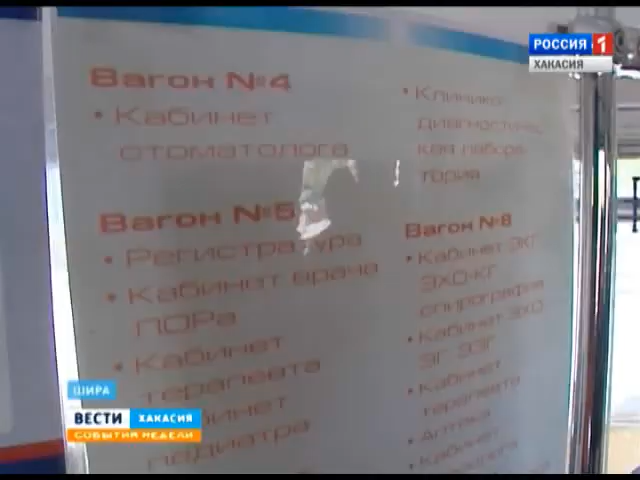 РОССИЯ 1
ХАКАСИЯ
Вагон №4
• Кабинет
стоматолога
Вагон №5
• Регистратура
• Кабинет врача
ЛОРа
• Кабинет
терапевта
педиатра
• Клинико-
диагностичес-
кая лабора-
тория
Вагон №8
• Кабинет ЭКГ
ЭХО-КГ
спирография
• Кабинет ЭХО
ЭГ, ЭЭГ
• Кабинет
терапевта
• Аптека
• Кабинет
ШИРА
ВЕСТИ ХАКАСИЯ
СОБЫТИЯ НЕДЕЛИ